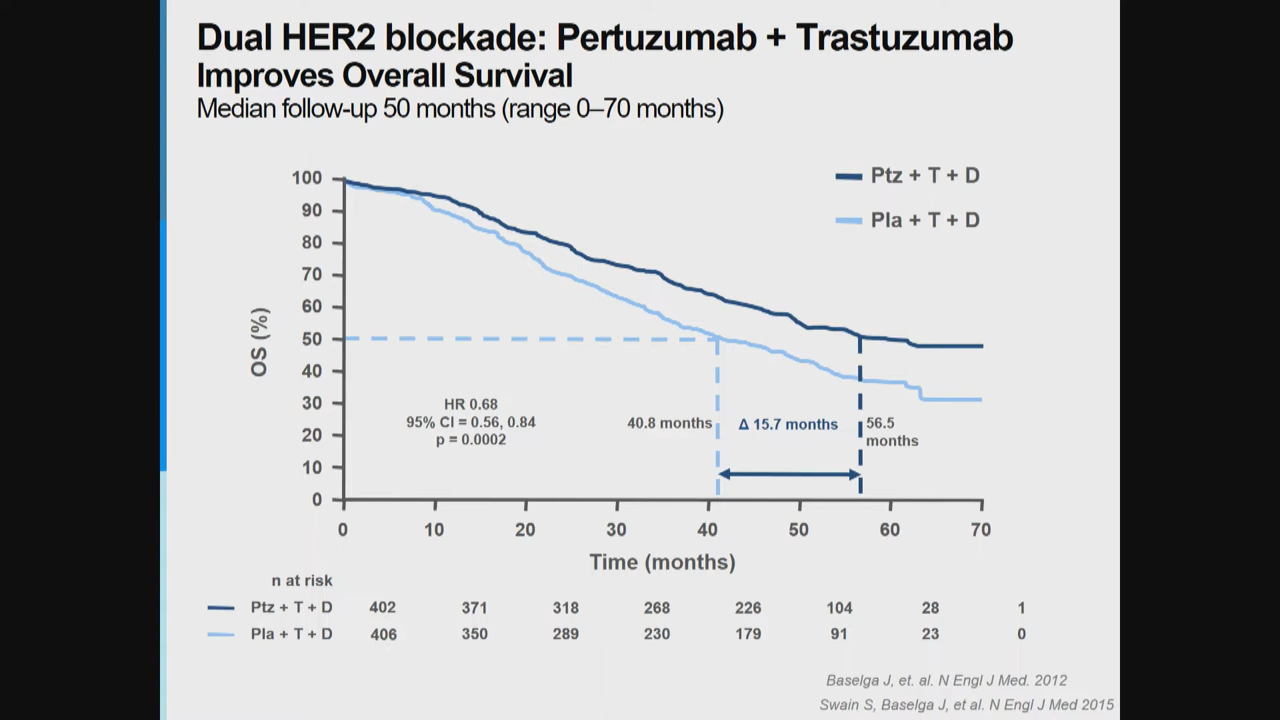 Dual HER2 blockade: Pertuzumab + Trastuzumab
Improves Overall Survival
Median follow-up 50 months (range 0–70 months)
Ptz + T + D
Pla + T + D
100
90
80
70
60
50
40
30
20
10
0
OS (%)
HR 0.68
95% CI = 0.56, 0.84
p = 0.0002
40.8 months
Δ 15.7 months
56.5
months
0 10 20 30 40 50 60 70
Time (months)
n at risk
Ptz + T + D 402 371 318 268 226 104 28 1
Pla + T + D 406 350 289 230 179 91 23 0
Baselga J, et. al. N Engl J Med. 2012
Swain S, Baselga J, et al. N Engl J Med 2015